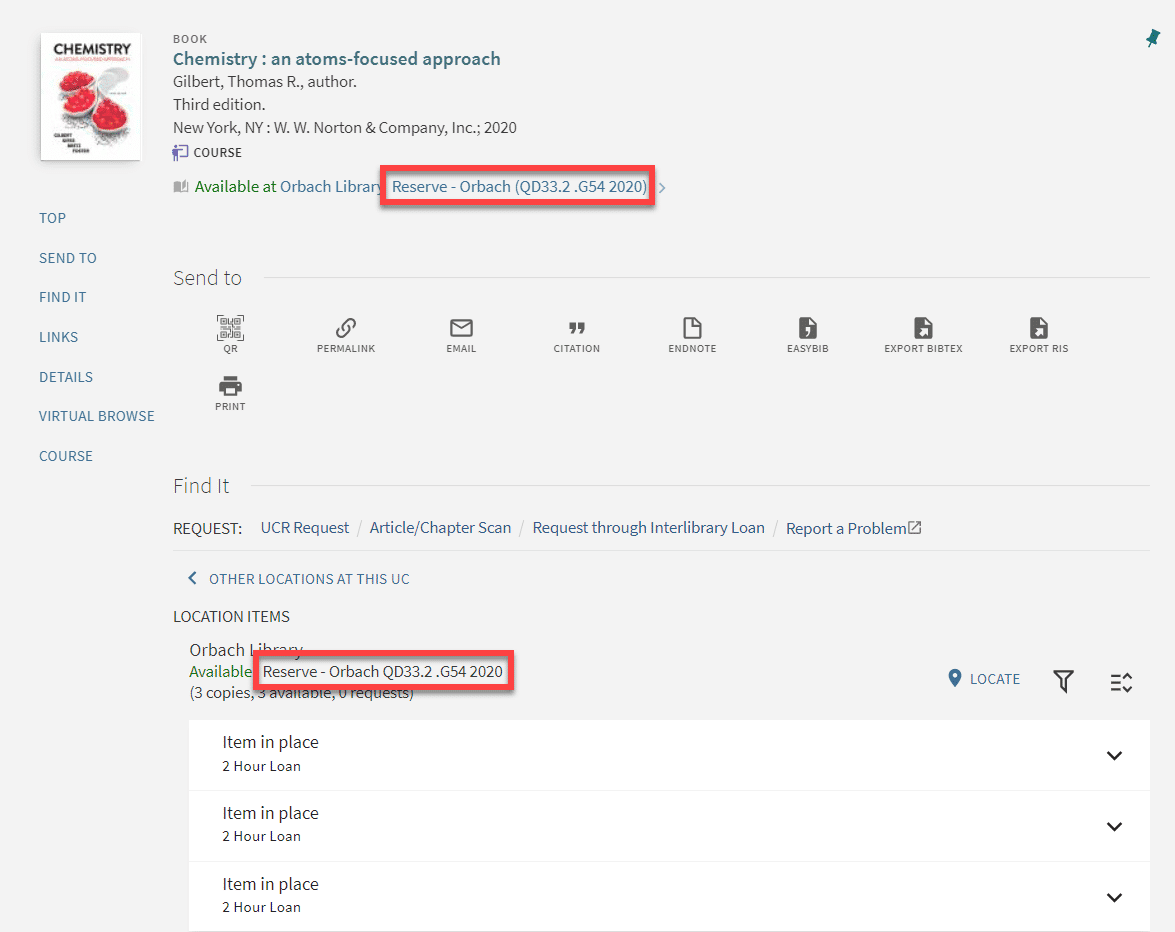 CHEMISTRY
AN ATOMS-FOCUSED APPROACH
GILBERT
KIRSS
BRETZ
FOSTER
BOOK
Chemistry : an atoms-focused approach
Gilbert, Thomas R., author.
Third edition.
New York, NY : W. W. Norton & Company, Inc.; 2020
COURSE
Available at Orbach Library Reserve - Orbach (QD33.2 .G54 2020)
TOP
SEND TO
FIND IT
LINKS
DETAILS
VIRTUAL BROWSE
COURSE
Send to
QR
PERMALINK
EMAIL
CITATION
ENDNOTE
EASYBIB
EXPORT BIBTEX
EXPORT RIS
PRINT
Find It
REQUEST: UCR Request / Article/Chapter Scan / Request through Interlibrary Loan / Report a Problem
OTHER LOCATIONS AT THIS UC
LOCATION ITEMS
Orbach Library
Available Reserve - Orbach QD33.2 .G54 2020
(3 copies, 3 available, 0 requests)
LOCATE
Item in place
2 Hour Loan
Item in place
2 Hour Loan
Item in place
2 Hour Loan